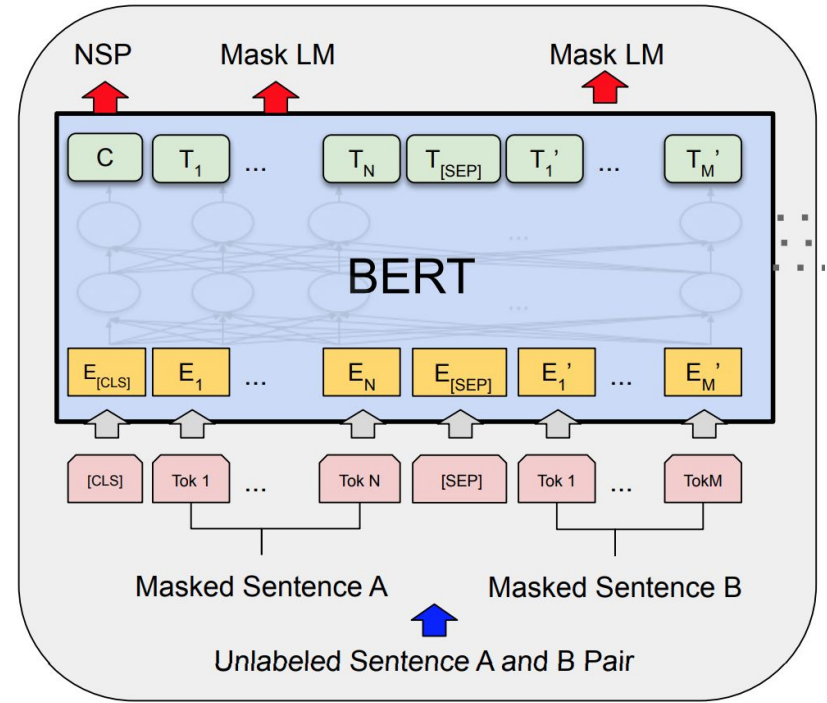 NSP Mask LM Mask LM
C T1 ... TN T[SEP] T1’ ... TM’
...
BERT
...
E[CLS] E1 ... EN E[SEP] E1’ ... EM’
[CLS] Tok 1 ... Tok N [SEP] Tok 1 ... TokM
Masked Sentence A Masked Sentence B
Unlabeled Sentence A and B Pair